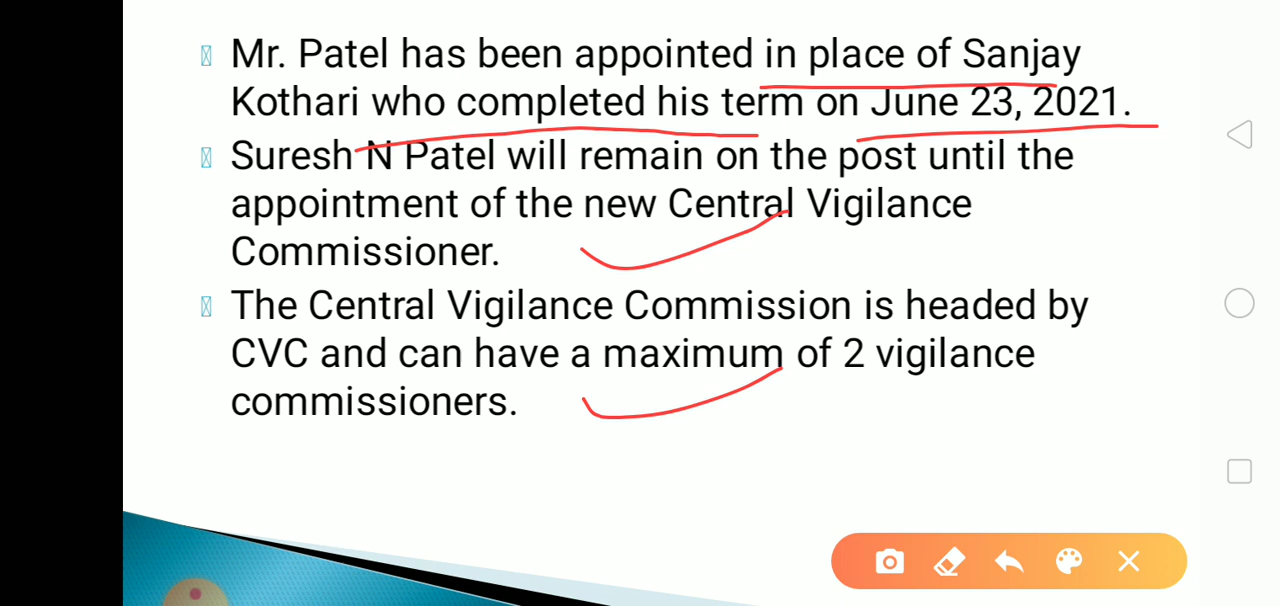 Mr. Patel has been appointed in place of Sanjay
Kothari who completed his term on June 23, 2021.
Suresh N Patel will remain on the post until the
appointment of the new Central Vigilance
Commissioner.
The Central Vigilance Commission is headed by
CVC and can have a maximum of 2 vigilance
commissioners.